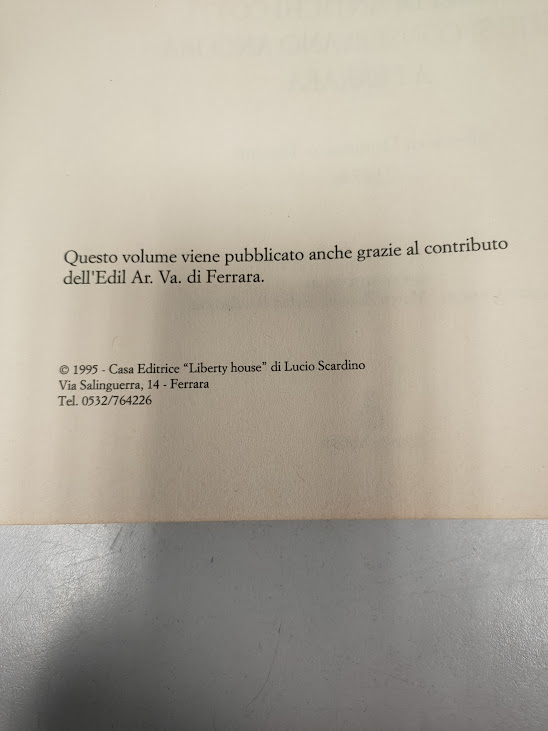 Questo volume viene pubblicato anche grazie al contributo
dell'Edil Ar. Va. di Ferrara.
© 1995 - Casa Editrice “Liberty house” di Lucio Scardino
Via Salinguerra, 14 - Ferrara
Tel. 0532/764226